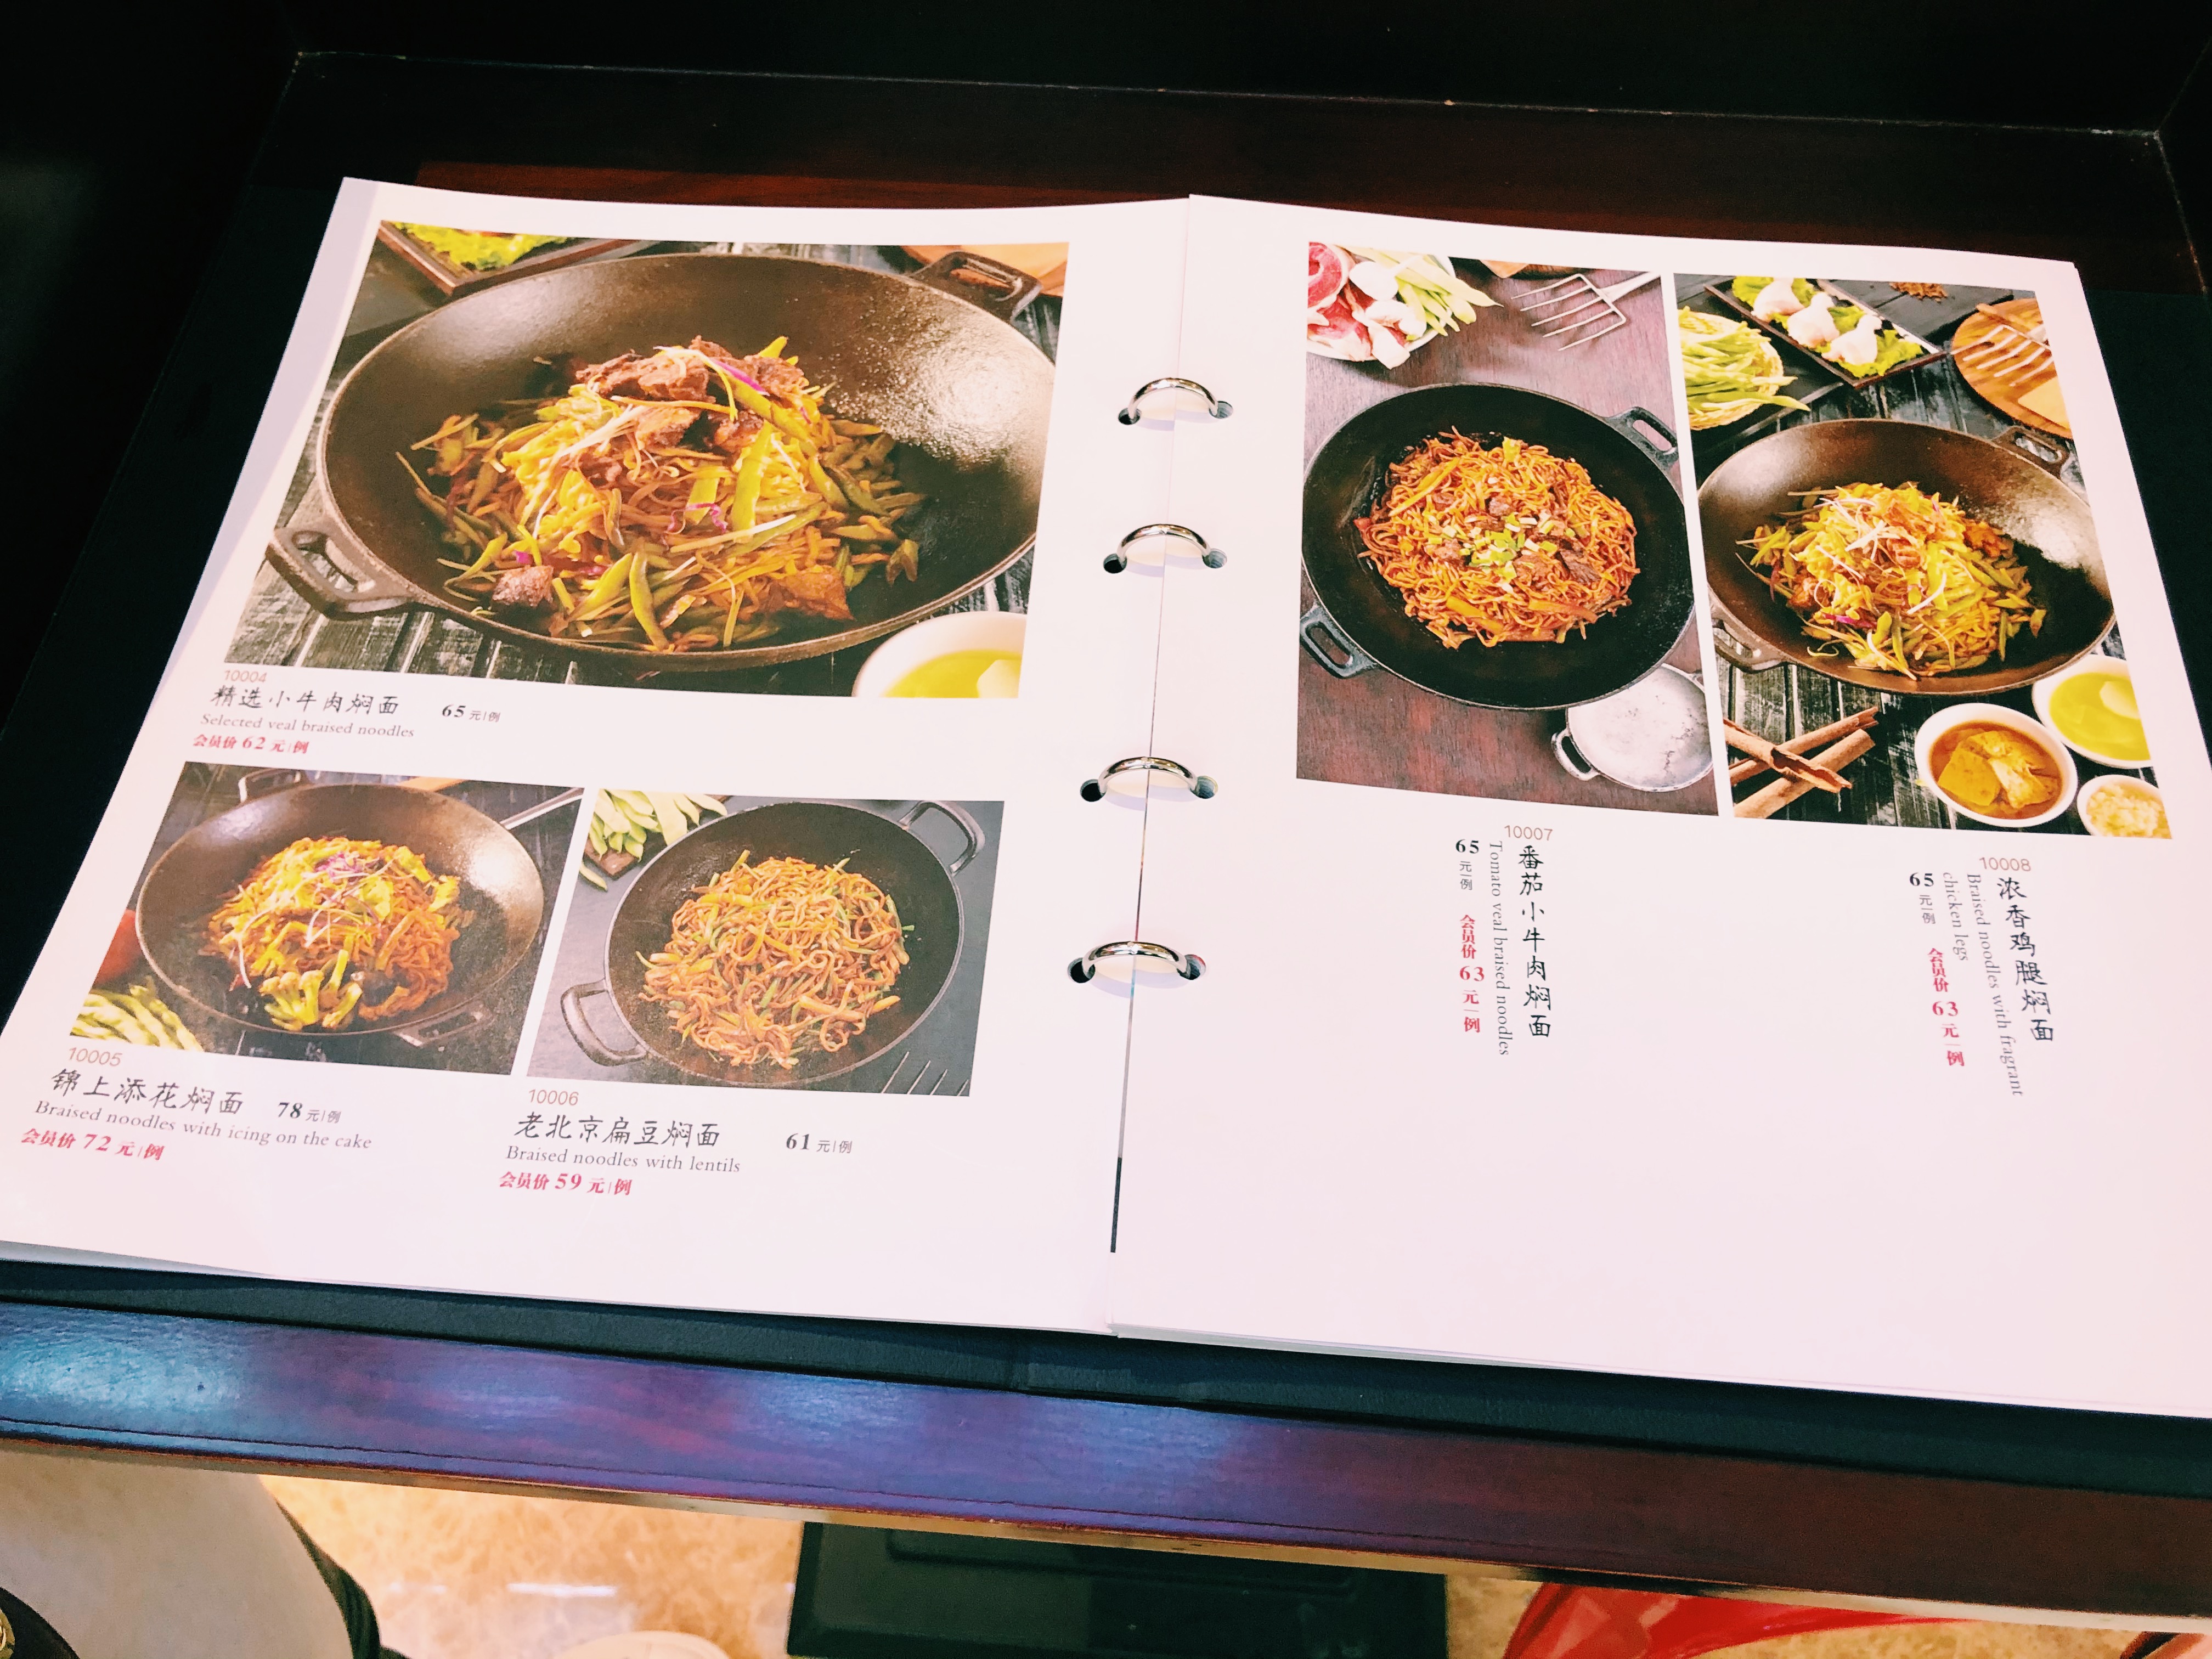 10004
精选小牛肉焖面 65元|例
Selected veal braised noodles
会员价 62 元|例
10005
锦上添花焖面 78元|例
Braised noodles with icing on the cake
会员价 72 元|例
10006
老北京扁豆焖面 61元|例
Braised noodles with lentils
会员价 59 元|例
10007
番茄小牛肉焖面
Tomato veal braised noodles
65元|例 会员价 63 元|例
10008
浓香鸡腿焖面
Braised noodles with fragrant
chicken legs
65元|例 会员价 63 元|例